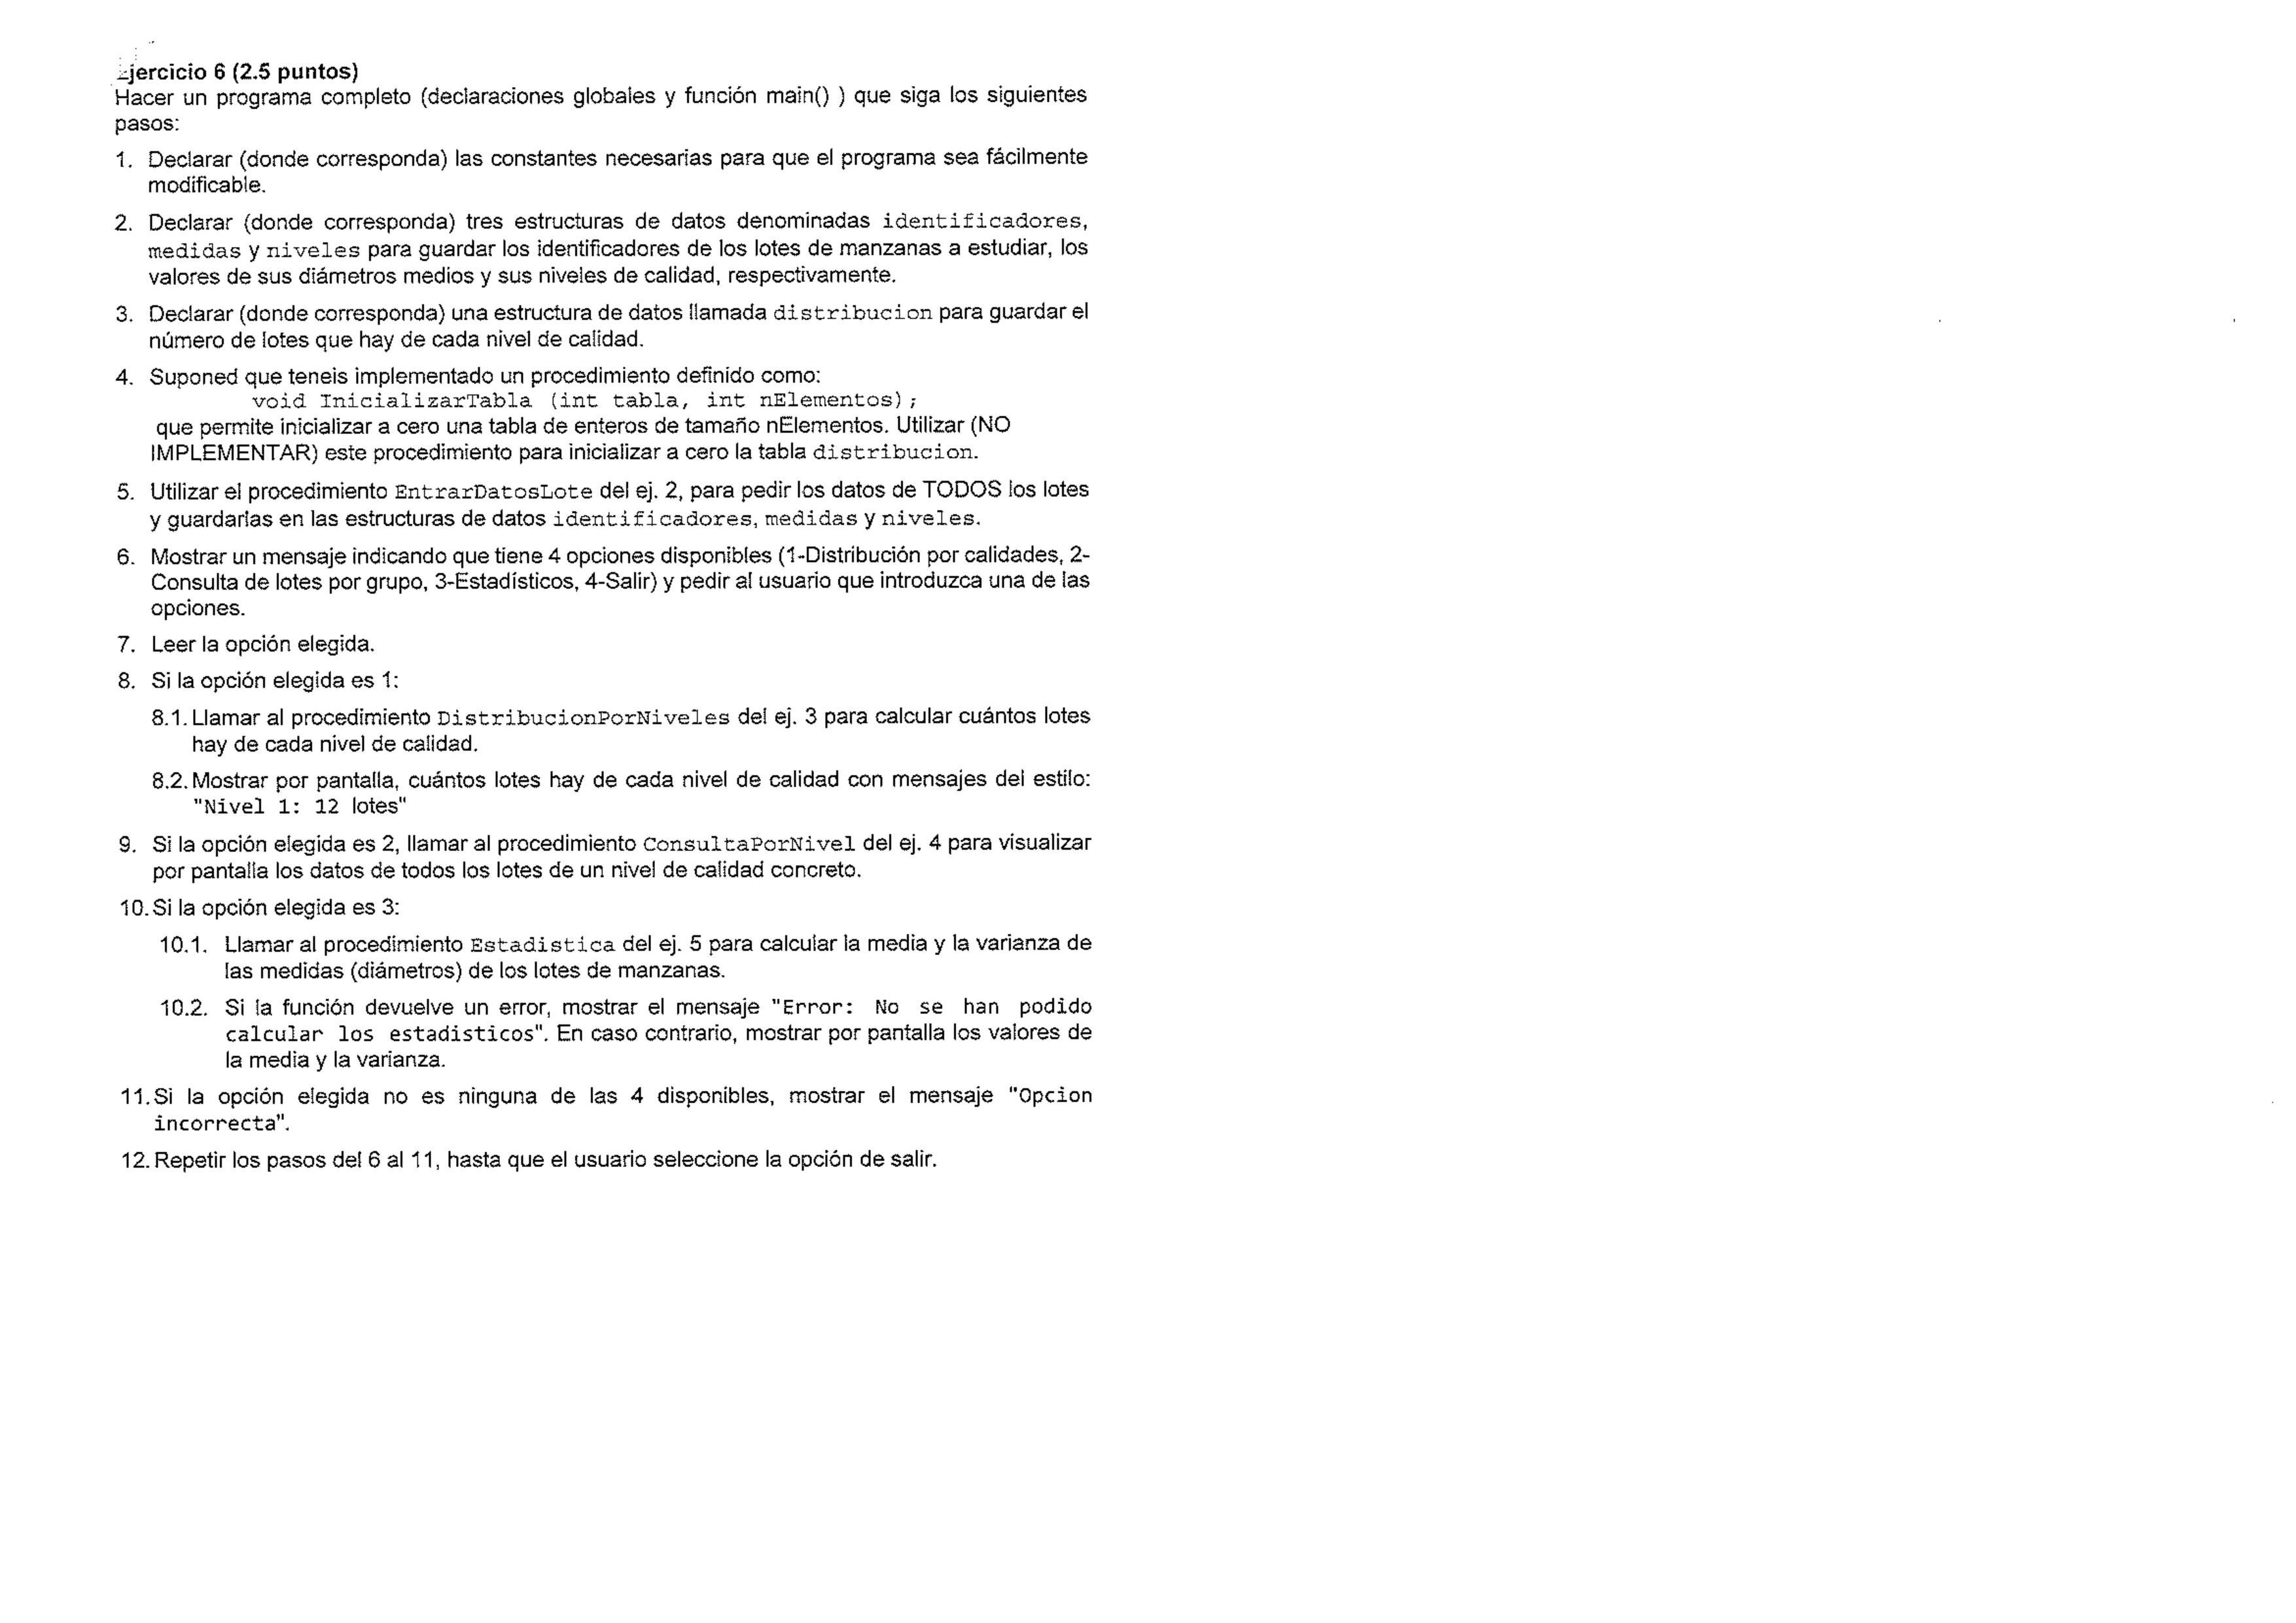 Ejercicio 6 (2.5 puntos)
Hacer un programa completo (declaraciones globales y función main() ) que siga los siguientes
pasos:
1. Declarar (donde corresponda) las constantes necesarias para que el programa sea fácilmente
modificable.
2. Declarar (donde corresponda) tres estructuras de datos denominadas identificadores,
medidas y niveles para guardar los identificadores de los lotes de manzanas a estudiar, los
valores de sus diámetros medios y sus niveles de calidad, respectivamente.
3. Declarar (donde corresponda) una estructura de datos llamada distribucion para guardar el
número de lotes que hay de cada nivel de calidad.
4. Suponed que teneis implementado un procedimiento definido como:
void InicializarTabla (int tabla, int nElementos);
que permite inicializar a cero una tabla de enteros de tamaño nElementos. Utilizar (NO
IMPLEMENTAR) este procedimiento para inicializar a cero la tabla distribucion.
5. Utilizar el procedimiento EntrarDatosLote del ej. 2, para pedir los datos de TODOS los lotes
y guardarlas en las estructuras de datos identificadores, medidas y niveles.
6. Mostrar un mensaje indicando que tiene 4 opciones disponibles (1-Distribución por calidades, 2-
Consulta de lotes por grupo, 3-Estadísticos, 4-Salir) y pedir al usuario que introduzca una de las
opciones.
7. Leer la opción elegida.
8. Si la opción elegida es 1:
8.1. Llamar al procedimiento DistribucionPorNiveles del ej. 3 para calcular cuántos lotes
hay de cada nivel de calidad.
8.2. Mostrar por pantalla, cuántos lotes hay de cada nivel de calidad con mensajes del estilo:
"Nivel 1: 12 lotes"
9. Si la opción elegida es 2, llamar al procedimiento ConsultaPorNivel del ej. 4 para visualizar
por pantalla los datos de todos los lotes de un nivel de calidad concreto.
10. Si la opción elegida es 3:
10.1. Llamar al procedimiento Estadistica del ej. 5 para calcular la media y la varianza de
las medidas (diámetros) de los lotes de manzanas.
10.2. Si la función devuelve un error, mostrar el mensaje "Error: No se han podido
calcular los estadisticos". En caso contrario, mostrar por pantalla los valores de
la media y la varianza.
11. Si la opción elegida no es ninguna de las 4 disponibles, mostrar el mensaje "Opcion
incorrecta".
12. Repetir los pasos del 6 al 11, hasta que el usuario seleccione la opción de salir.